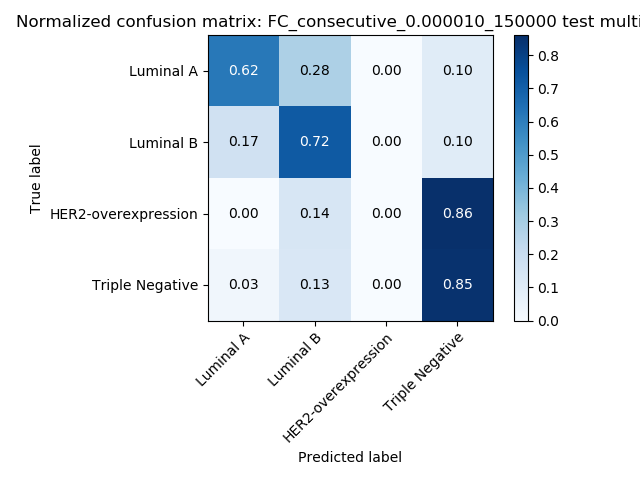 Normalized confusion matrix: FC_consecutive_0.000010_150000 test multi
Luminal A 0.62 0.28 0.00 0.10
Luminal B 0.17 0.72 0.00 0.10
HER2-overexpression 0.00 0.14 0.00 0.86
Triple Negative 0.03 0.13 0.00 0.85
True label
Luminal A
Luminal B
HER2-overexpression
Triple Negative
Predicted label
0.8
0.7
0.6
0.5
0.4
0.3
0.2
0.1
0.0